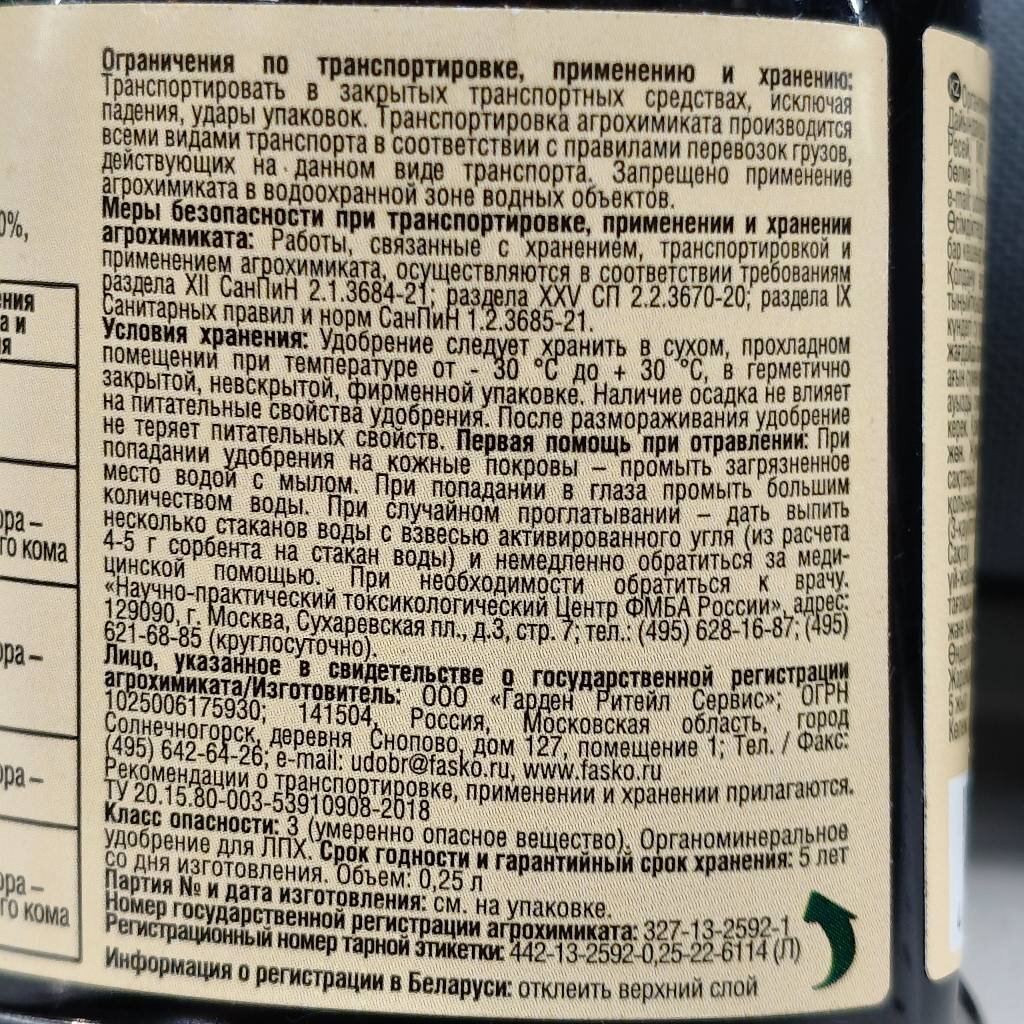 Ограничения по транспортировке, применению и хранению:
Транспортировать в закрытых транспортных средствах, исключая
падения, удары упаковок. Транспортировка агрохимиката производится
всеми видами транспорта в соответствии с правилами перевозок грузов,
действующих на данном виде транспорта. Запрещено применение
агрохимиката в водоохранной зоне водных объектов.
Меры безопасности при транспортировке, применении и хранении
агрохимиката: Работы, связанные с хранением, транспортировкой и
применением агрохимиката, осуществляются в соответствии требованиям
раздела XII СанПиН 2.1.3684-21; раздела XXV СП 2.2.3670-20; раздела IX
Санитарных правил и норм СанПиН 1.2.3685-21.
Условия хранения: Удобрение следует хранить в сухом, прохладном
помещении при температуре от - 30 °С до + 30 °С, в герметично
закрытой, невскрытой, фирменной упаковке. Наличие осадка не влияет
на питательные свойства удобрения. После размораживания удобрение
не теряет питательных свойств. Первая помощь при отравлении: При
попадании удобрения на кожные покровы – промыть загрязненное
место водой с мылом. При попадании в глаза промыть большим
количеством воды. При случайном проглатывании – дать выпить
несколько стаканов воды с взвесью активированного угля (из расчета
4-5 г сорбента на стакан воды) и немедленно обратиться за меди-
цинской помощью. При необходимости обратиться к врачу.
«Научно-практический токсикологический Центр ФМБА России», адрес:
129090, г. Москва, Сухаревская пл., д.3, стр. 7; тел.: (495) 628-16-87; (495)
621-68-85 (круглосуточно).
Лицо, указанное в свидетельстве о государственной регистрации
агрохимиката/Изготовитель: ООО «Гарден Ритейл Сервис»; ОГРН
1025006175930; 141504, Россия, Московская область, город
Солнечногорск, деревня Снопово, дом 127, помещение 1; Тел. / Факс:
(495) 642-64-26; e-mail: udobr@fasko.ru, www.fasko.ru
Рекомендации о транспортировке, применении и хранении прилагаются.
ТУ 20.15.80-003-53910908-2018
Класс опасности: 3 (умеренно опасное вещество). Органоминеральное
удобрение для ЛПХ. Срок годности и гарантийный срок хранения: 5 лет
со дня изготовления. Объем: 0,25 л
Партия № и дата изготовления: см. на упаковке.
Номер государственной регистрации агрохимиката: 327-13-2592-1
Регистрационный номер тарной этикетки: 442-13-2592-0,25-22-6114 (Л)
Информация о регистрации в Беларуси: отклеить верхний слой